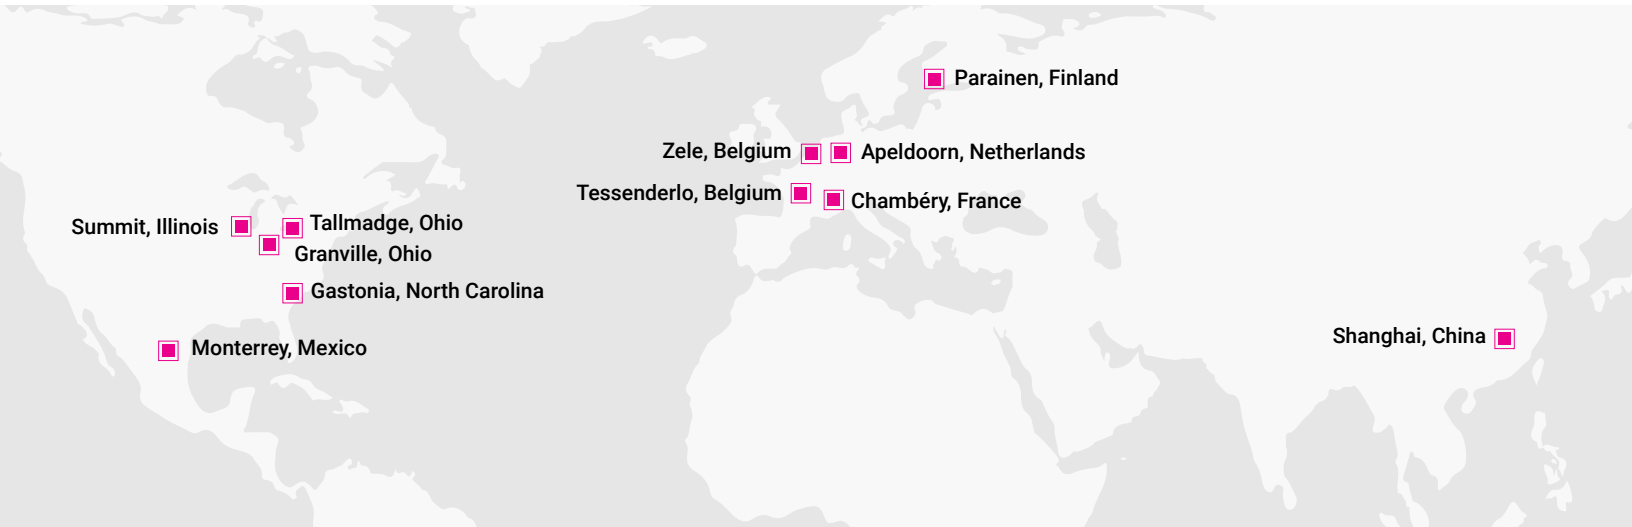 Parainen, Finland
Zele, Belgium
Apeldoorn, Netherlands
Tessenderlo, Belgium
Chambéry, France
Summit, Illinois
Tallmadge, Ohio
Granville, Ohio
Gastonia, North Carolina
Shanghai, China
Monterrey, Mexico